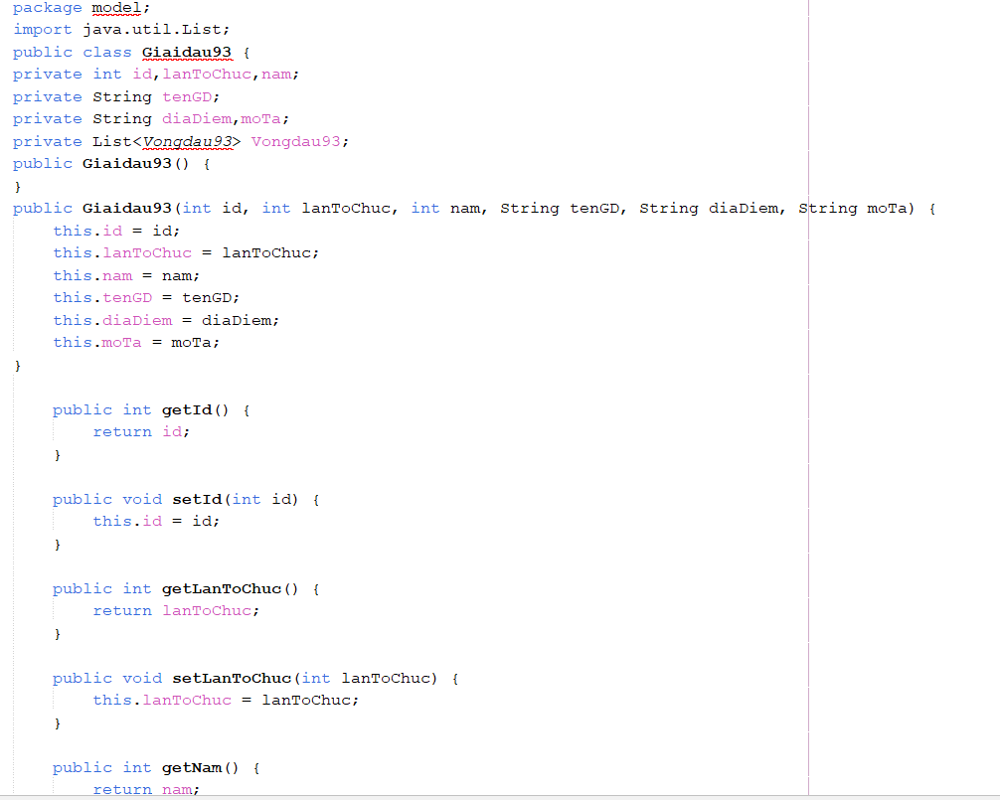 package model;
import java.util.List;
public class Giaidau93 {
private int id,lanToChuc,nam;
private String tenGD;
private String diaDiem,moTa;
private List<Vongdau93> Vongdau93;
public Giaidau93() {
}
public Giaidau93(int id, int lanToChuc, int nam, String tenGD, String diaDiem, String moTa) {
    this.id = id;
    this.lanToChuc = lanToChuc;
    this.nam = nam;
    this.tenGD = tenGD;
    this.diaDiem = diaDiem;
    this.moTa = moTa;
}

    public int getId() {
        return id;
    }

    public void setId(int id) {
        this.id = id;
    }

    public int getLanToChuc() {
        return lanToChuc;
    }

    public void setLanToChuc(int lanToChuc) {
        this.lanToChuc = lanToChuc;
    }

    public int getNam() {
        return nam;